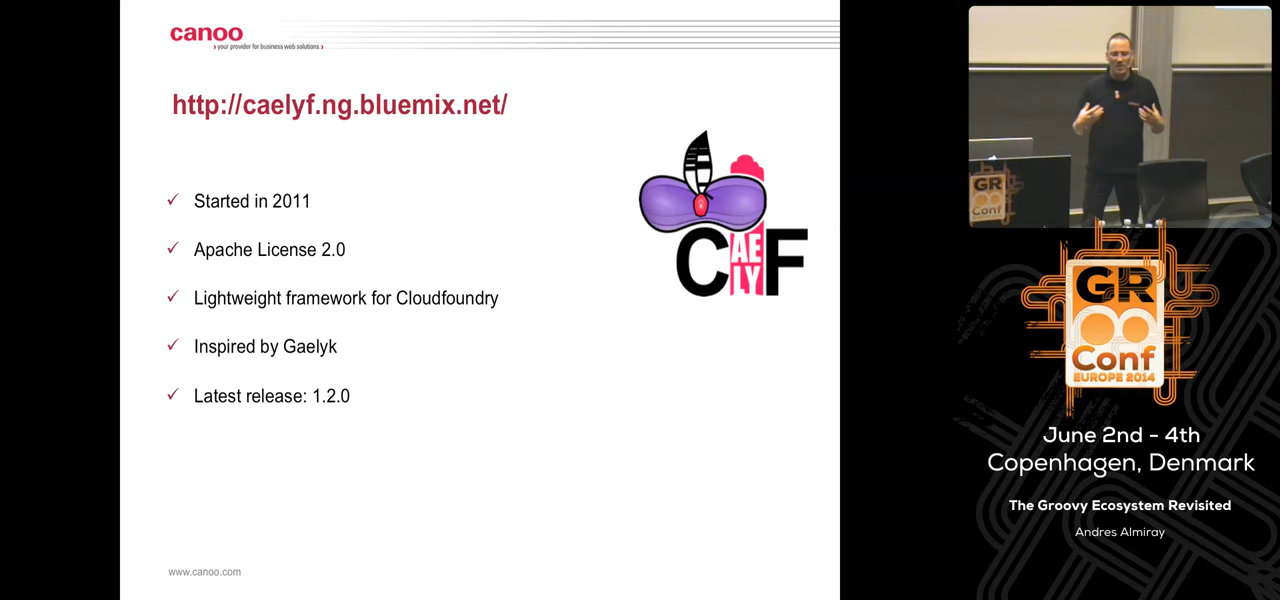 canoo
your provider for business web solutions
http://caelyf.ng.bluemix.net/
Started in 2011
Apache License 2.0
Lightweight framework for Cloudfoundry
Inspired by Gaelyk
Latest release: 1.2.0
CAELYF
www.canoo.com
GR
Conf
GR
Conf
EUROPE 2014
June 2nd - 4th
Copenhagen, Denmark
The Groovy Ecosystem Revisited
Andres Almiray